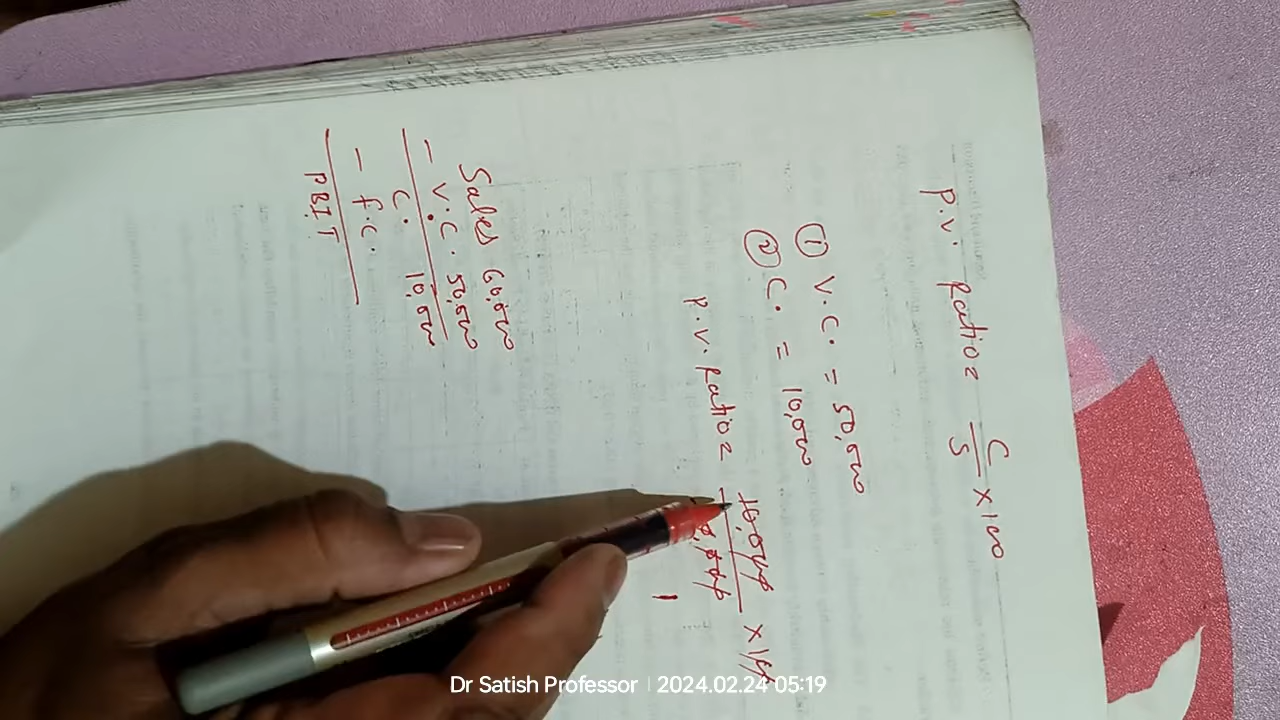 P.V. Ratio = C/S × 100
① V.C. = 50,000
② C. = 10,000
P.V. Ratio = 10,000/ × 100
Sales 60,000
- V.C. 50,000
C. 10,000
- F.C.
PBIT
Dr Satish Professor | 2024.02.24 05:19